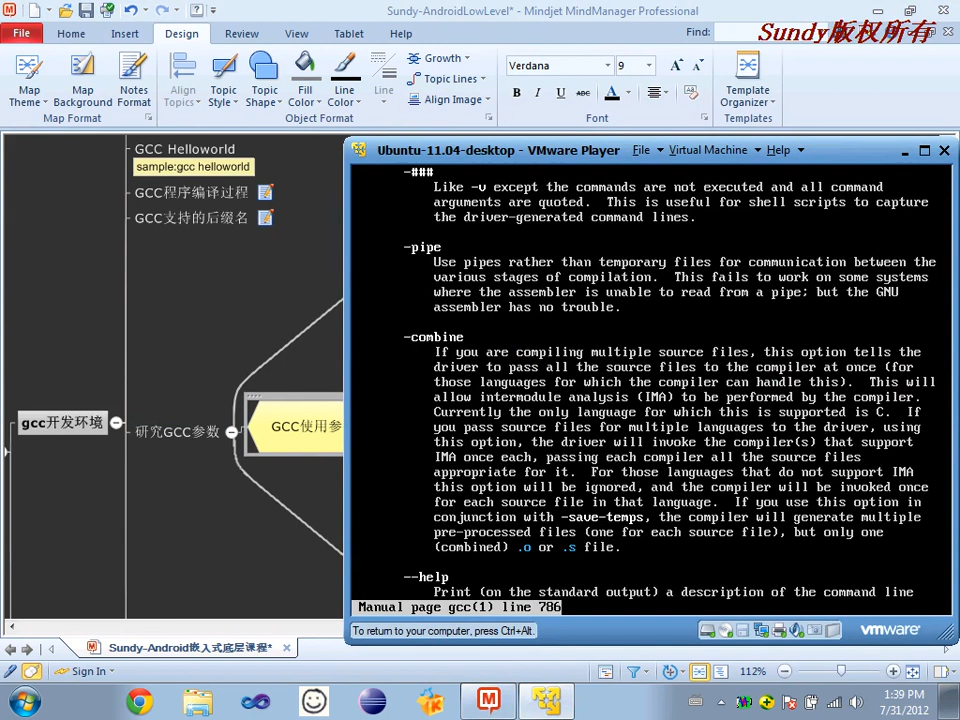 Sundy-AndroidLowLevel* - Mindjet MindManager Professional
Sundy版权所有
File Home Insert Design Review View Tablet Help Find:
Map Theme
Map Background
Notes Format
Align Topics
Topic Style
Topic Shape
Fill Color
Line Color
Line
Growth
Topic Lines
Align Image
Verdana 9
B I U ABC A
Template Organizer
Map Format Object Format Font Templates
GCC Helloworld
sample:gcc helloworld
GCC程序编译过程
GCC支持的后缀名
gcc开发环境
研究GCC参数
GCC使用参
Ubuntu-11.04-desktop - VMware Player File Virtual Machine Help
-###
Like -v except the commands are not executed and all command
arguments are quoted. This is useful for shell scripts to capture
the driver-generated command lines.
-pipe
Use pipes rather than temporary files for communication between the
various stages of compilation. This fails to work on some systems
where the assembler is unable to read from a pipe; but the GNU
assembler has no trouble.
-combine
If you are compiling multiple source files, this option tells the
driver to pass all the source files to the compiler at once (for
those languages for which the compiler can handle this). This will
allow intermodule analysis (IMA) to be performed by the compiler.
Currently the only language for which this is supported is C. If
you pass source files for multiple languages to the driver, using
this option, the driver will invoke the compiler(s) that support
IMA once each, passing each compiler all the source files
appropriate for it. For those languages that do not support IMA
this option will be ignored, and the compiler will be invoked once
for each source file in that language. If you use this option in
conjunction with -save-temps, the compiler will generate multiple
pre-processed files (one for each source file), but only one
(combined) .o or .s file.
--help
Print (on the standard output) a description of the command line
Manual page gcc(1) line 786
To return to your computer, press Ctrl+Alt.
vmware
Sundy-Android嵌入式底层课程*
Sign In
112%
1:39 PM
7/31/2012